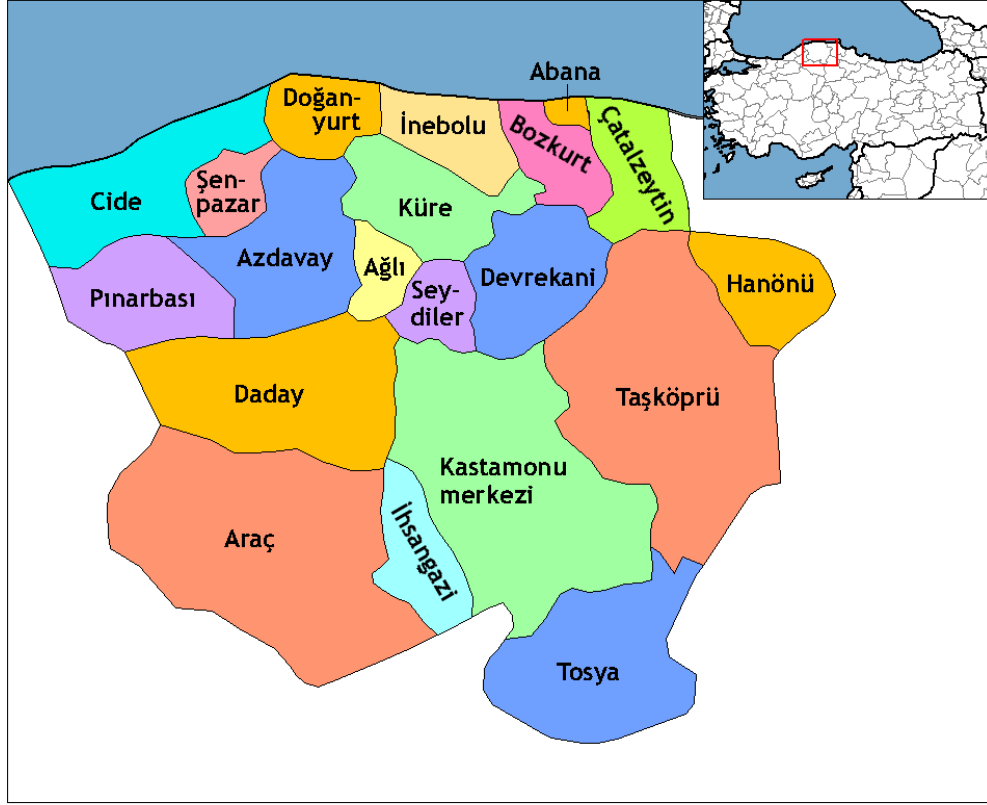 Abana
Doğan-
yurt
İnebolu
Bozkurt
Çatalzeytin
Cide
Şen-
pazar
Küre
Azdavay
Ağlı
Devrekani
Hanönü
Pınarbası
Sey-
diler
Daday
Taşköprü
Kastamonu
merkezi
Araç
İhsangazi
Tosya